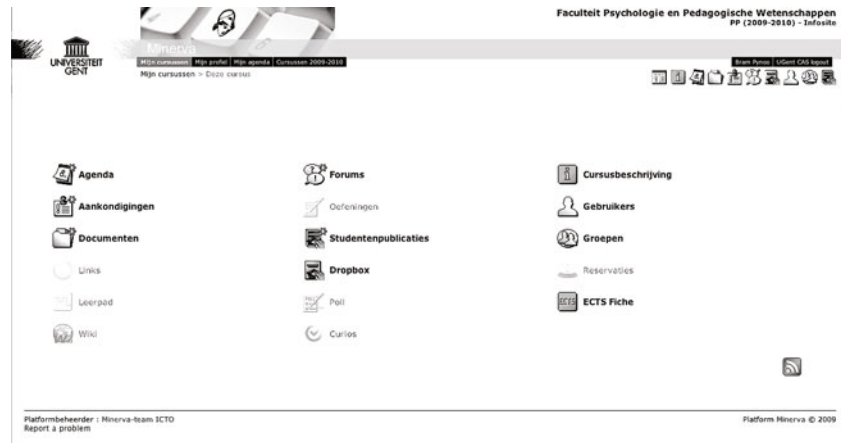 Faculteit Psychologie en Pedagogische Wetenschappen
PP (2009-2010) - Infosite
Minerva
UNIVERSITEIT
GENT
Mijn cursussen | Mijn profiel | Mijn agenda | Cursussen 2009-2010
Bram Pynoo | UGent CAS logout
Mijn cursussen > Deze cursus
Agenda
Forums
Cursusbeschrijving
Aankondigingen
Oefeningen
Gebruikers
Documenten
Studentenpublicaties
Groepen
Links
Dropbox
Reservaties
Leerpad
Poll
ECTS Fiche
Wiki
Curios
Platformbeheerder : Minerva-team ICTO
Platform Minerva © 2009
Report a problem